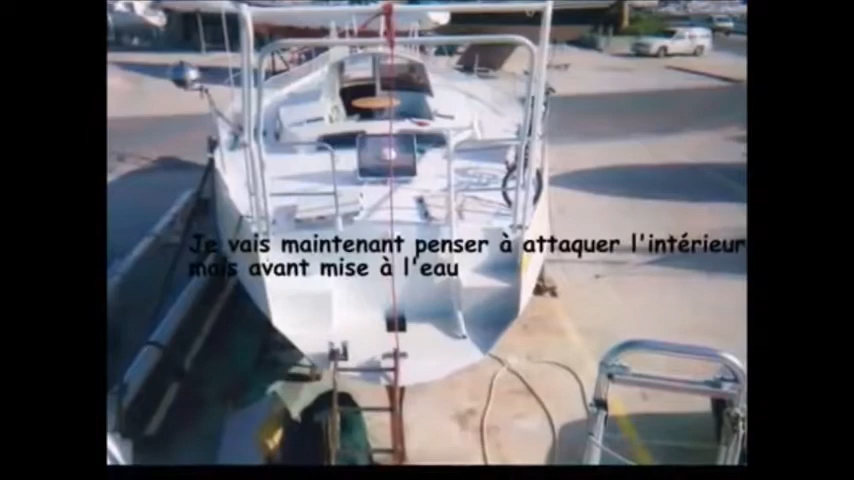 Je vais maintenant penser à attaquer l'intérieur
mais avant mise à l'eau